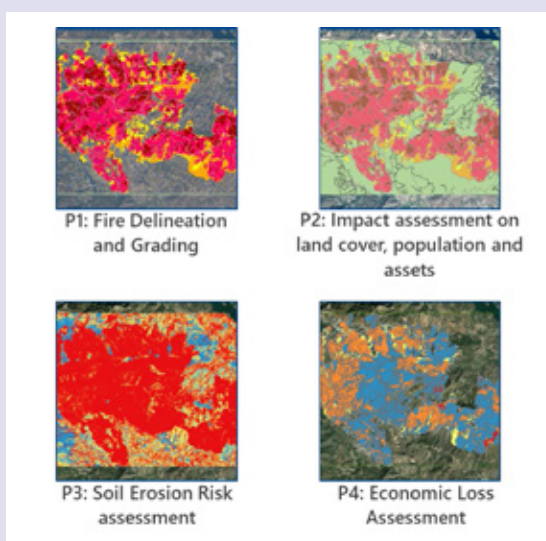 P1: Fire Delineation
and Grading
P2: Impact assessment on
land cover, population and
assets
P3: Soil Erosion Risk
assessment
P4: Economic Loss
Assessment